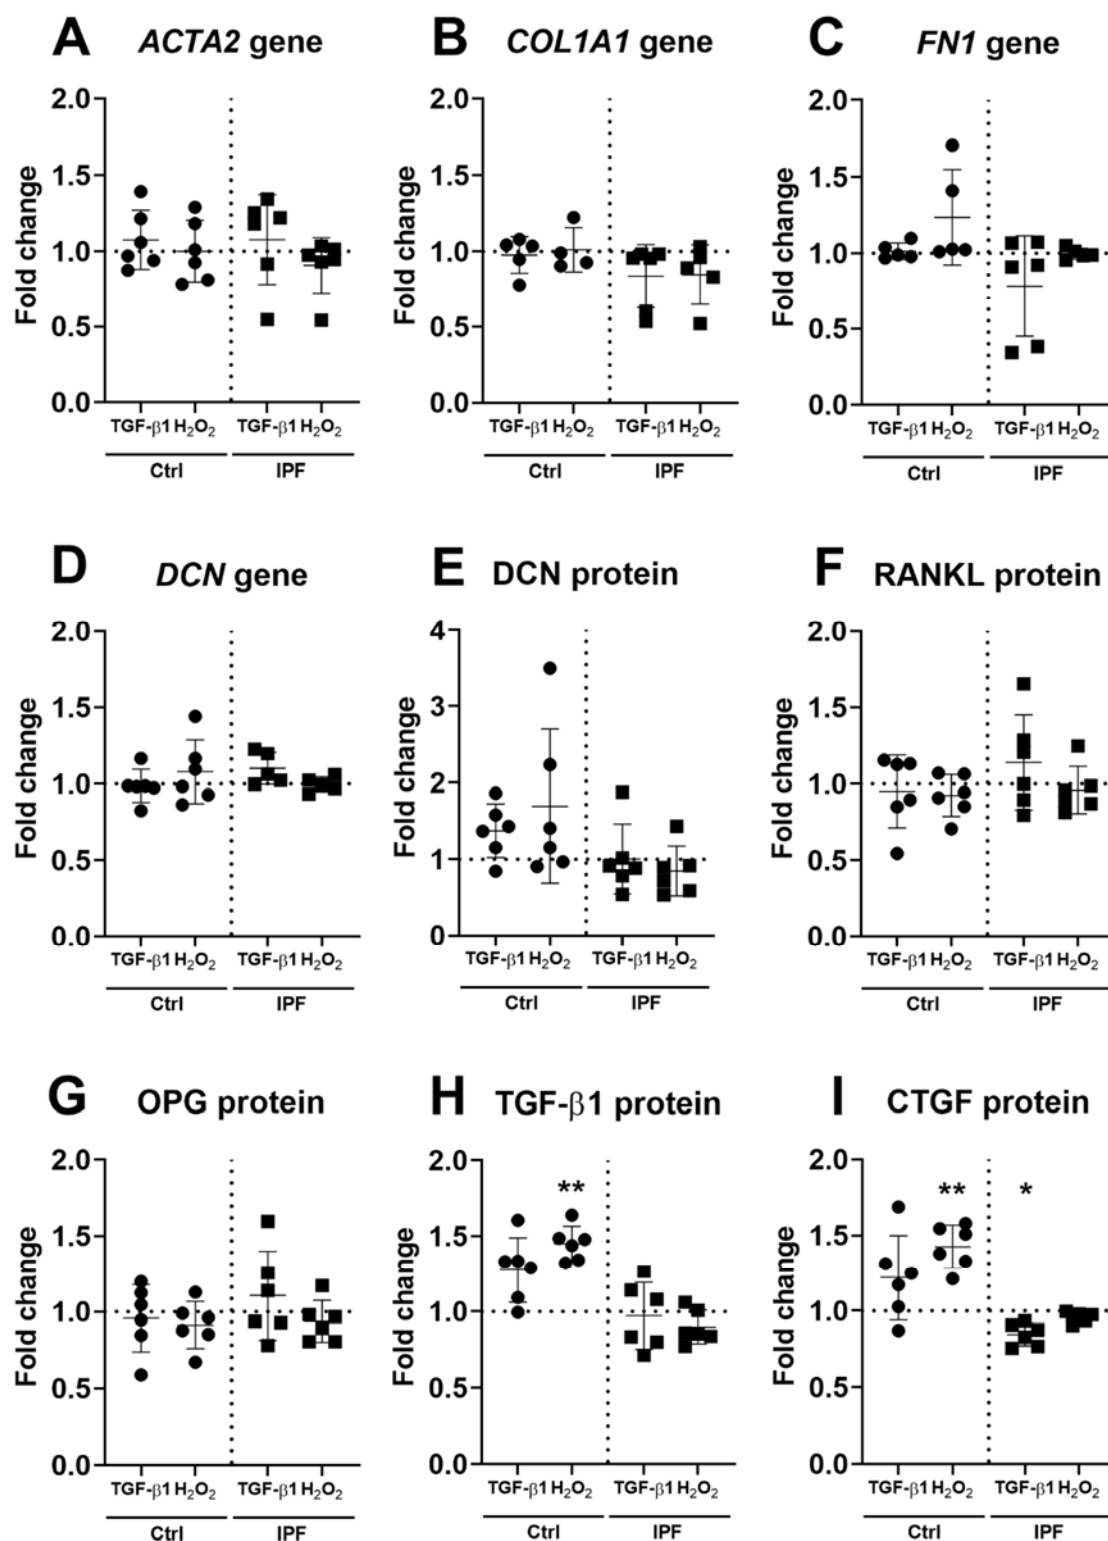 A ACTA2 gene B COL1A1 gene C FN1 gene
2.0 2.0 2.0
1.5 1.5 1.5
1.0 1.0 1.0
0.5 0.5 0.5
0.0 0.0 0.0
Fold change Fold change Fold change
TGF-β1 H₂O₂ TGF-β1 H₂O₂ TGF-β1 H₂O₂ TGF-β1 H₂O₂ TGF-β1 H₂O₂ TGF-β1 H₂O₂
Ctrl IPF Ctrl IPF Ctrl IPF
D DCN gene E DCN protein F RANKL protein
2.0 4 2.0
1.5 3 1.5
1.0 2 1.0
0.5 1 0.5
0.0 0 0.0
Fold change Fold change Fold change
TGF-β1 H₂O₂ TGF-β1 H₂O₂ TGF-β1 H₂O₂ TGF-β1 H₂O₂ TGF-β1 H₂O₂ TGF-β1 H₂O₂
Ctrl IPF Ctrl IPF Ctrl IPF
G OPG protein H TGF-β1 protein I CTGF protein
2.0 2.0 2.0
** ** *
1.5 1.5 1.5
1.0 1.0 1.0
0.5 0.5 0.5
0.0 0.0 0.0
Fold change Fold change Fold change
TGF-β1 H₂O₂ TGF-β1 H₂O₂ TGF-β1 H₂O₂ TGF-β1 H₂O₂ TGF-β1 H₂O₂ TGF-β1 H₂O₂
Ctrl IPF Ctrl IPF Ctrl IPF